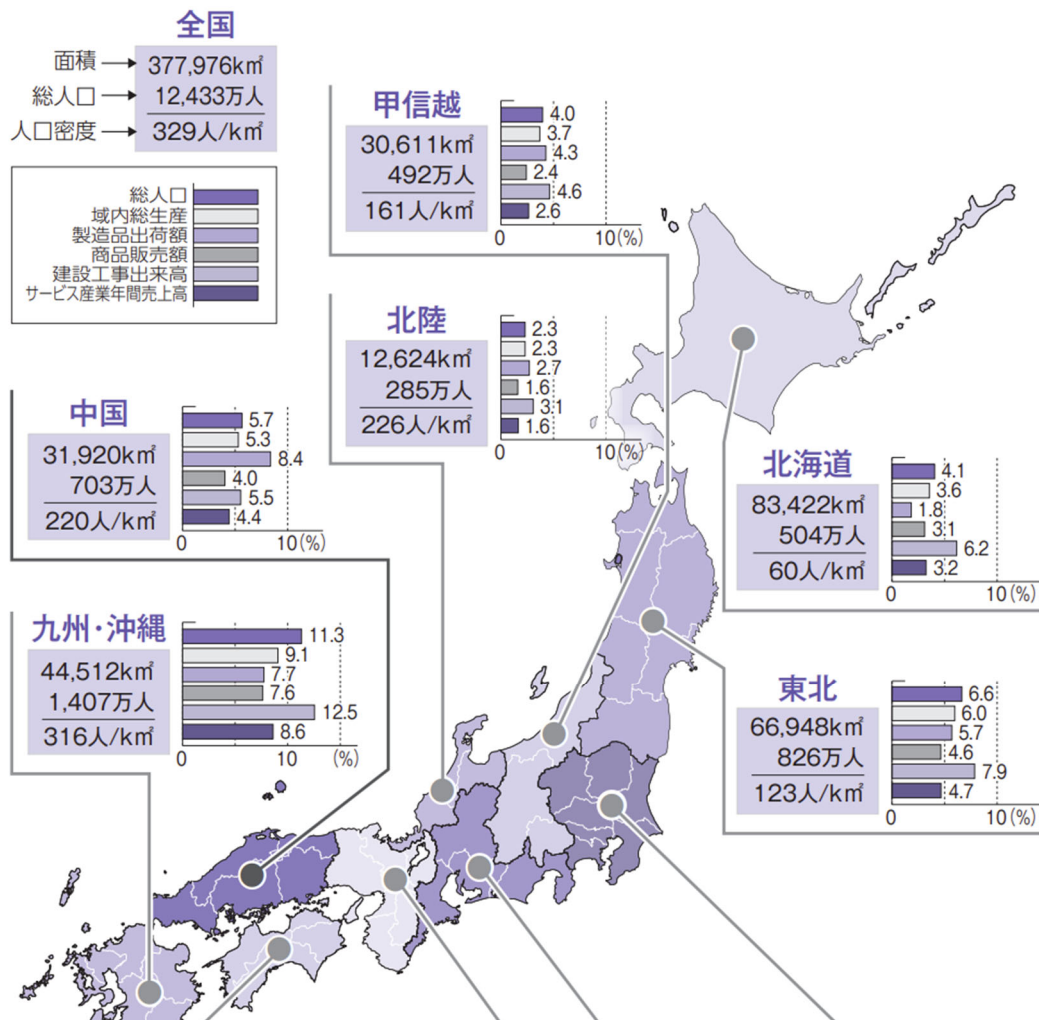 全国
面積
377,976k㎡
総人口
12,433万人
人口密度
329人/k㎡
総人口
域内総生産
製造品出荷額
商品販売額
建設工事出来高
サービス産業年間売上高
甲信越
30,611k㎡
492万人
161人/k㎡
4.0
3.7
4.3
2.4
4.6
2.6
0 10(%)
北陸
12,624k㎡
285万人
226人/k㎡
2.3
2.3
2.7
1.6
3.1
1.6
0 10(%)
中国
31,920k㎡
703万人
220人/k㎡
5.7
5.3
8.4
4.0
5.5
4.4
0 10(%)
北海道
83,422k㎡
504万人
60人/k㎡
4.1
3.6
1.8
3.1
6.2
3.2
0 10(%)
九州・沖縄
44,512k㎡
1,407万人
316人/k㎡
11.3
9.1
7.7
7.6
12.5
8.6
0 10 (%)
東北
66,948k㎡
826万人
123人/k㎡
6.6
6.0
5.7
4.6
7.9
4.7
0 10(%)